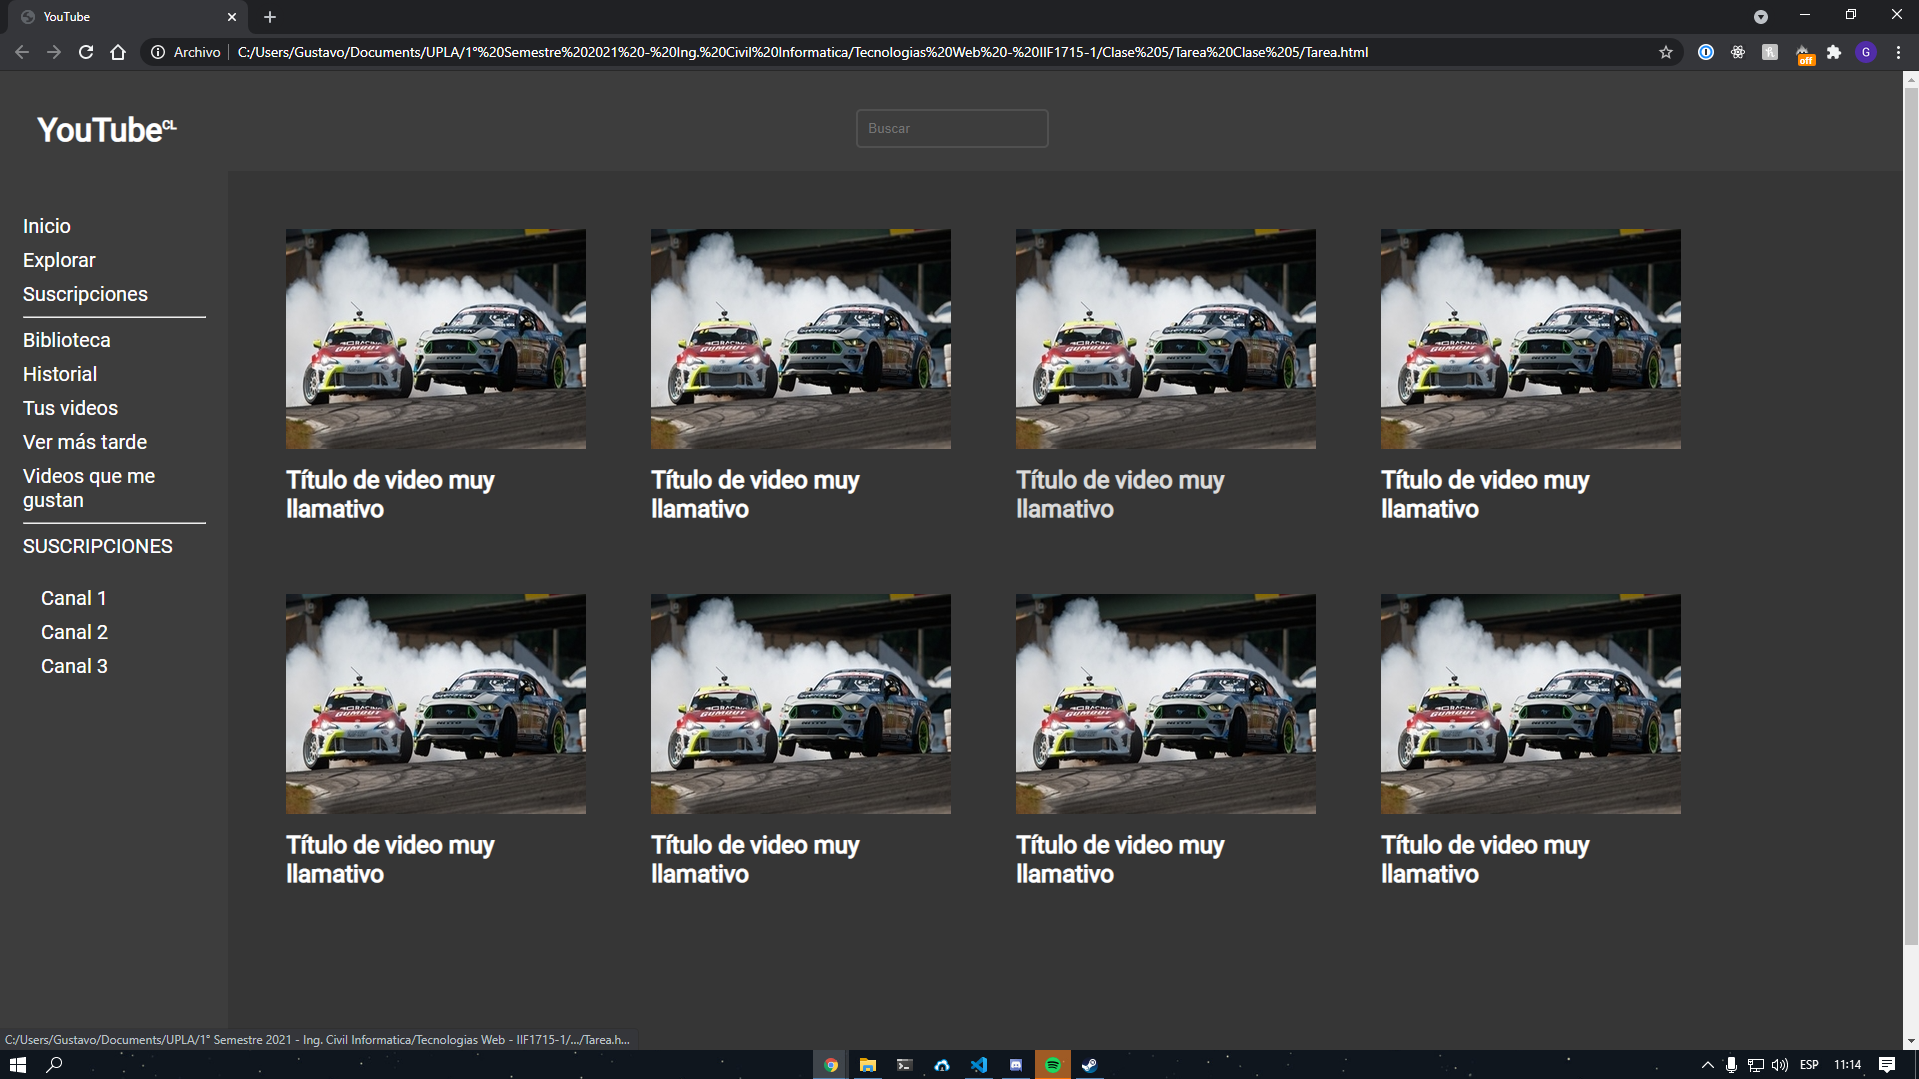 YouTube
Archivo
C:/Users/Gustavo/Documents/UPLA/1°%20Semestre%202021%20-%20Ing.%20Civil%20Informatica/Tecnologias%20Web%20-%20IIF1715-1/Clase%205/Tarea%20Clase%205/Tarea.html
off
G
YouTubeCL
Buscar
Inicio
Explorar
Suscripciones
Biblioteca
Historial
Tus videos
Ver más tarde
Videos que me
gustan
SUSCRIPCIONES
Canal 1
Canal 2
Canal 3
Título de video muy
llamativo
Título de video muy
llamativo
Título de video muy
llamativo
Título de video muy
llamativo
Título de video muy
llamativo
Título de video muy
llamativo
Título de video muy
llamativo
Título de video muy
llamativo
C:/Users/Gustavo/Documents/UPLA/1° Semestre 2021 - Ing. Civil Informatica/Tecnologias Web - IIF1715-1/.../Tarea.h...
ESP
11:14